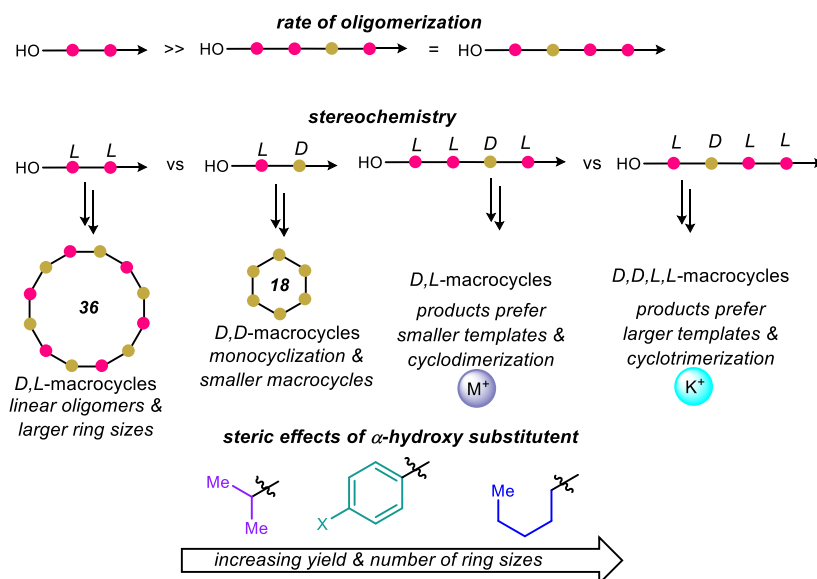 rate of oligomerization
HO >> HO = HO
stereochemistry
L L L D L L D L L D L L
HO vs HO HO vs HO
36
18
D,L-macrocycles
linear oligomers &
larger ring sizes
D,D-macrocycles
monocyclization &
smaller macrocycles
D,L-macrocycles
products prefer
smaller templates &
cyclodimerization
M+
D,D,L,L-macrocycles
products prefer
larger templates &
cyclotrimerization
K+
steric effects of α-hydroxy substitutent
Me
Me
X
Me
increasing yield & number of ring sizes